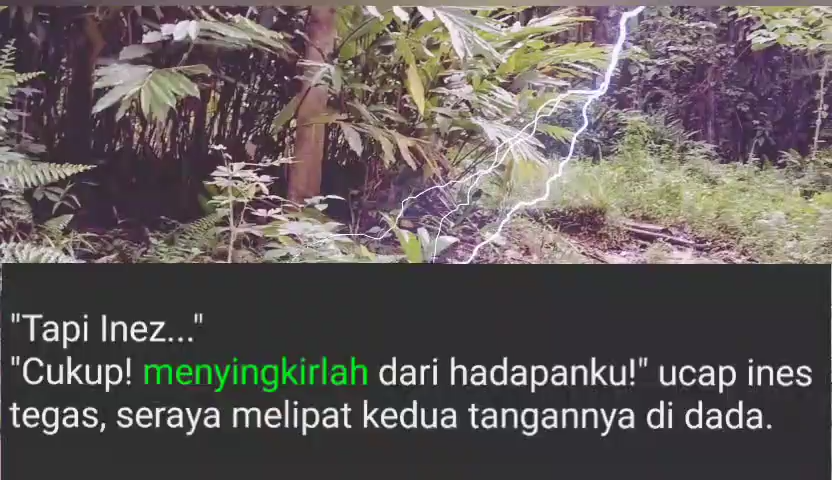 "Tapi Inez..."
"Cukup! menyingkirlah dari hadapanku!" ucap ines
tegas, seraya melipat kedua tangannya di dada.